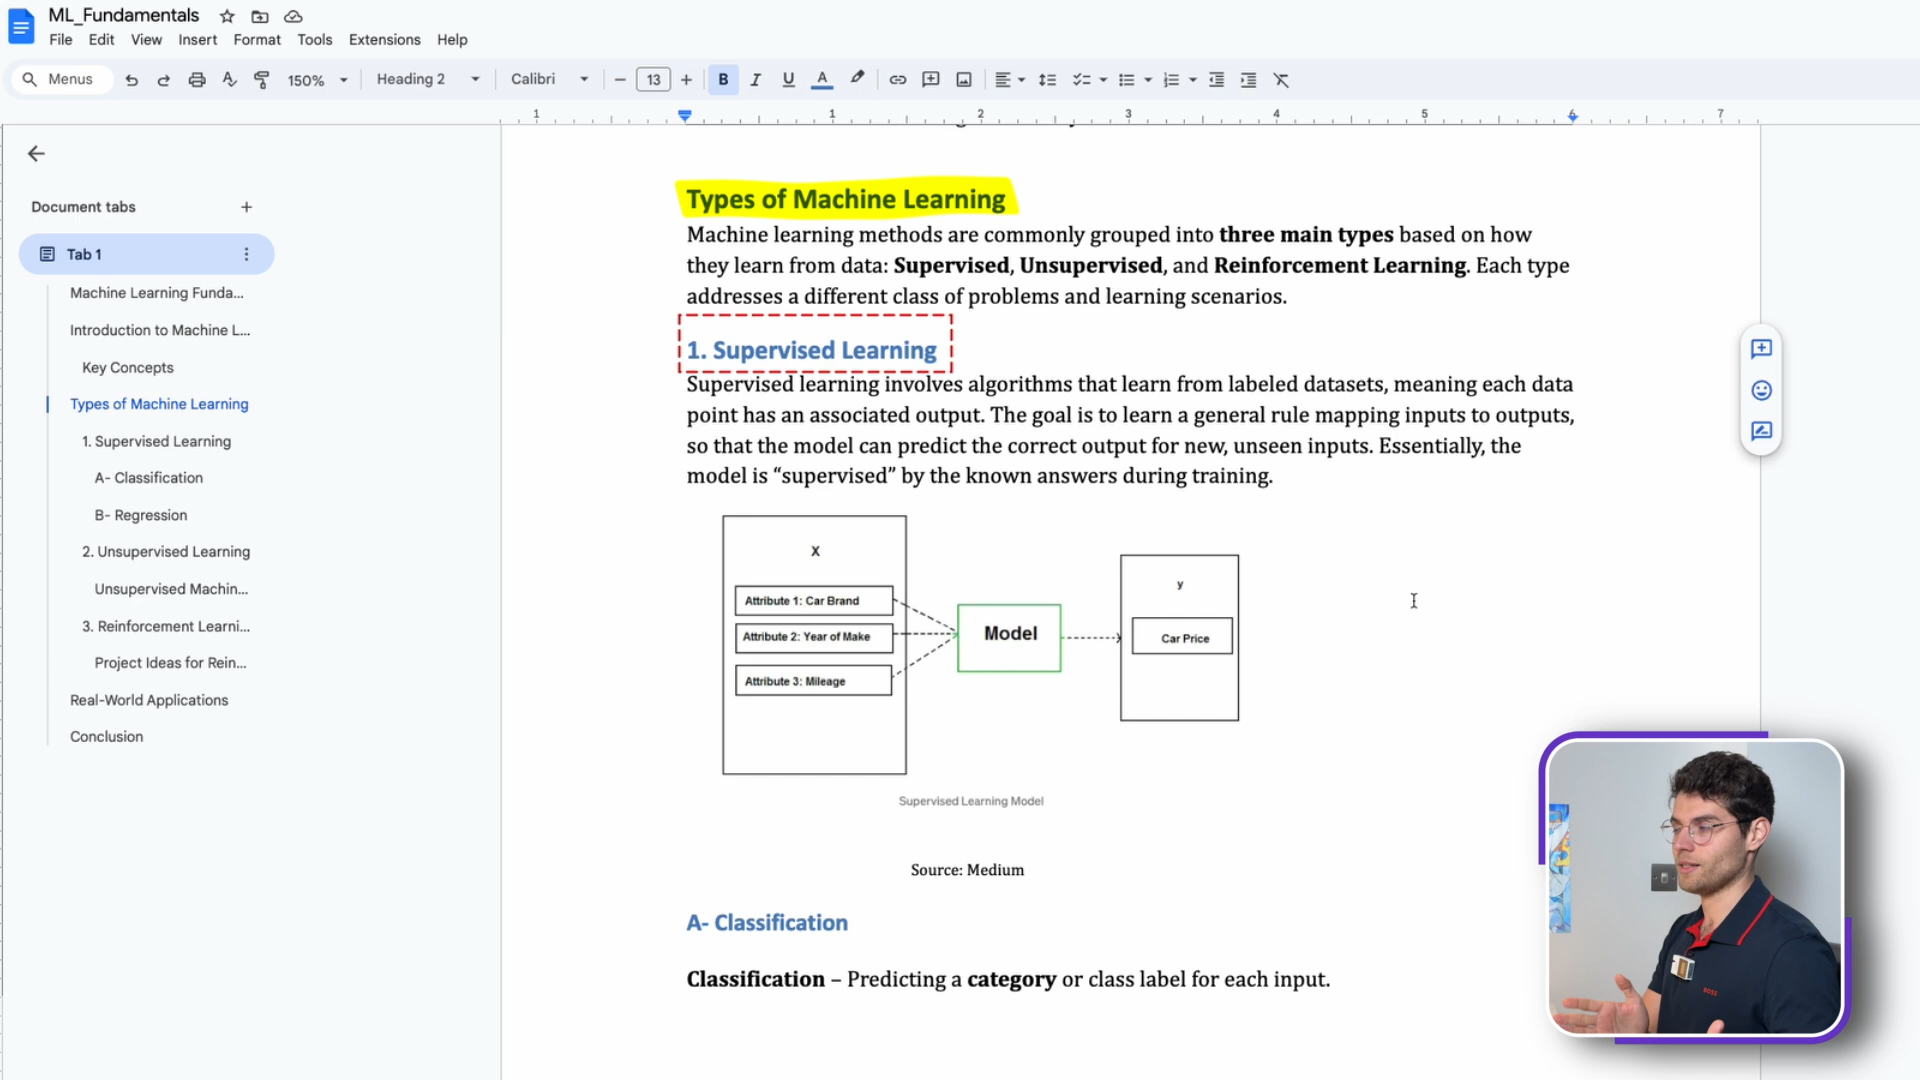 ML_Fundamentals
File Edit View Insert Format Tools Extensions Help
Menus 150% Heading 2 Calibri 13 B I U A
1 1 2 3 4 5 6 7
Document tabs
Tab 1
Machine Learning Funda...
Introduction to Machine L...
Key Concepts
Types of Machine Learning
1. Supervised Learning
A- Classification
B- Regression
2. Unsupervised Learning
Unsupervised Machin...
3. Reinforcement Learni...
Project Ideas for Rein...
Real-World Applications
Conclusion
Types of Machine Learning
Machine learning methods are commonly grouped into three main types based on how
they learn from data: Supervised, Unsupervised, and Reinforcement Learning. Each type
addresses a different class of problems and learning scenarios.
1. Supervised Learning
Supervised learning involves algorithms that learn from labeled datasets, meaning each data
point has an associated output. The goal is to learn a general rule mapping inputs to outputs,
so that the model can predict the correct output for new, unseen inputs. Essentially, the
model is “supervised” by the known answers during training.
X
Attribute 1: Car Brand
Attribute 2: Year of Make
Attribute 3: Mileage
Model
y
Car Price
Supervised Learning Model
Source: Medium
A- Classification
Classification – Predicting a category or class label for each input.
BOSS